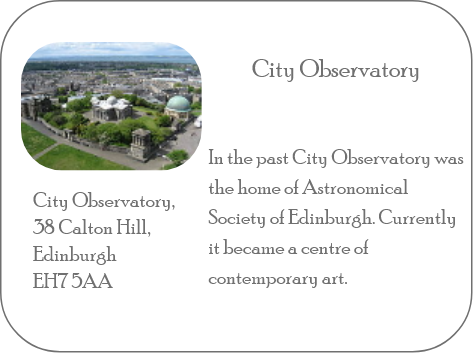 City Observatory
In the past City Observatory was
the home of Astronomical
Society of Edinburgh. Currently
it became a centre of
contemporary art.
City Observatory,
38 Calton Hill,
Edinburgh
EH7 5AA